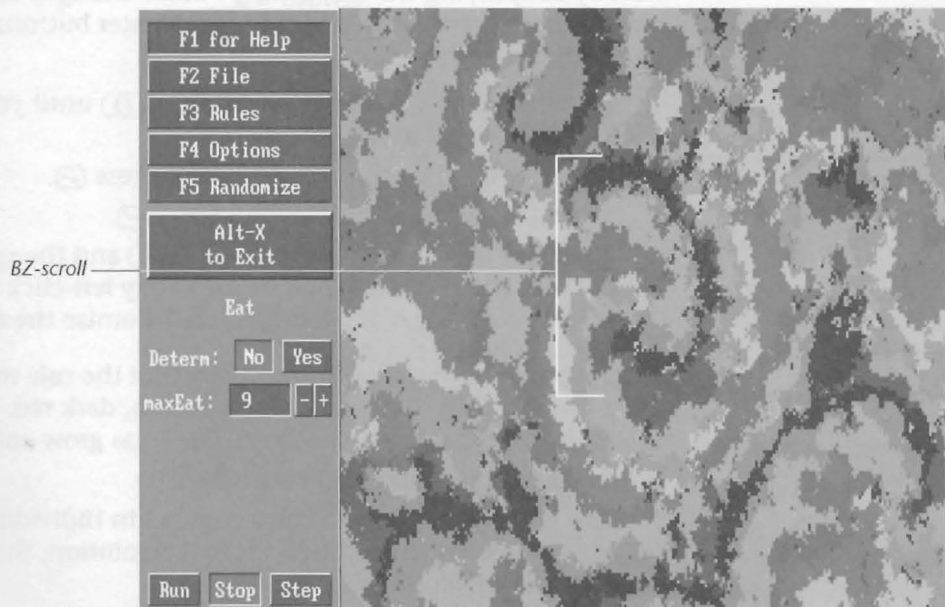 F1 for Help
F2 File
F3 Rules
F4 Options
F5 Randomize
Alt-X
to Exit
BZ-scroll
Eat
Determ: No Yes
maxEat: 9 - +
Run Stop Step